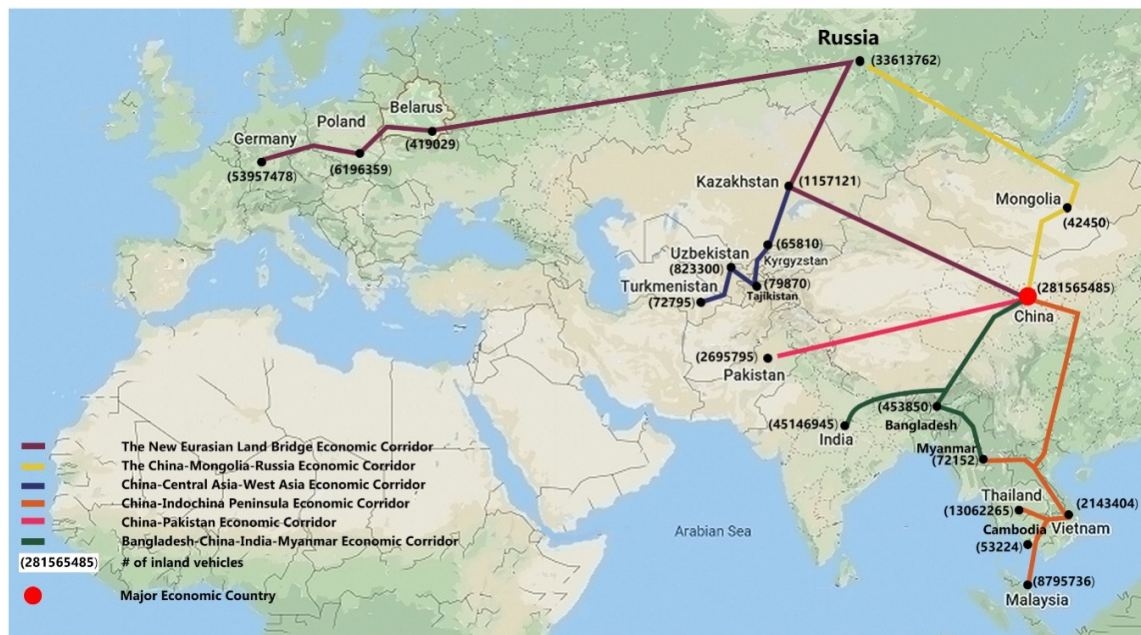 Russia
(33613762)
Belarus
(419029)
Poland
(6196359)
Germany
(53957478)
Kazakhstan
(1157121)
Mongolia
(42450)
(65810)
Kyrgyzstan
Uzbekistan
(823300)
Turkmenistan
(72795)
(79870)
Tajikistan
(281565485)
China
(2695795)
Pakistan
(45146945)
India
(453850)
Bangladesh
Myanmar
(72152)
Thailand
(13062265)
(2143404)
Vietnam
Cambodia
(53224)
(8795736)
Malaysia
Arabian Sea
The New Eurasian Land Bridge Economic Corridor
The China-Mongolia-Russia Economic Corridor
China-Central Asia-West Asia Economic Corridor
China-Indochina Peninsula Economic Corridor
China-Pakistan Economic Corridor
Bangladesh-China-India-Myanmar Economic Corridor
(281565485) # of inland vehicles
Major Economic Country